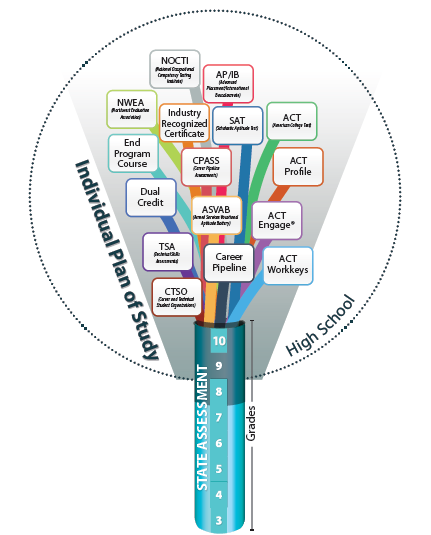 NOCTI
(National Occupational
Competency Testing
Institute)
AP/IB
(Advanced
Placement/International
Baccalaureate)
NWEA
(Northwest Evaluation
Association)
Industry
Recognized
Certificate
SAT
(Scholastic Aptitude Test)
ACT
(American College Test)
End
Program
Course
CPASS
(Career Pipeline
Assessments)
ACT
Profile
Dual
Credit
ASVAB
(Armed Services Vocational
Aptitude Battery)
ACT
Engage®
TSA
(Technical Skills
Assessments)
Career
Pipeline
ACT
Workkeys
CTSO
(Career and Technical
Student Organizations)
Individual Plan of Study
High School
STATE ASSESSMENT
10
9
8
7
6
5
4
3
Grades